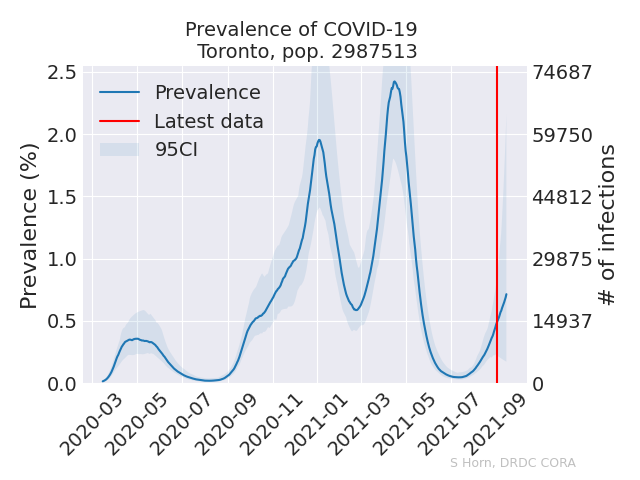 Prevalence of COVID-19
Toronto, pop. 2987513
Prevalence
Latest data
95CI
Prevalence (%)
2.5
2.0
1.5
1.0
0.5
0.0
74687
59750
44812
29875
14937
0
# of infections
2020-03
2020-05
2020-07
2020-09
2020-11
2021-01
2021-03
2021-05
2021-07
2021-09
S Horn, DRDC CORA